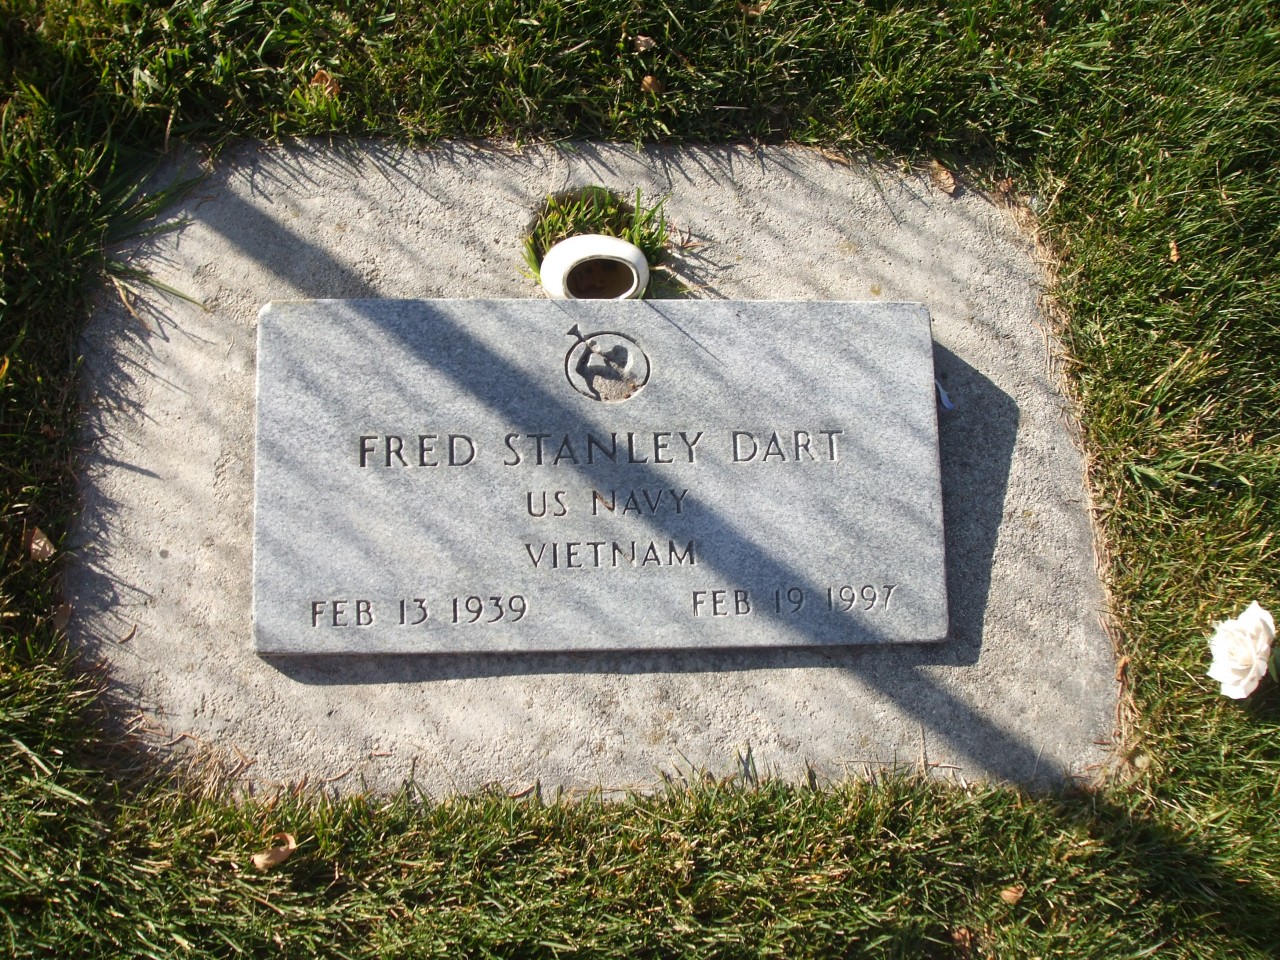 FRED STANLEY DART
US NAVY
VIETNAM
FEB 13 1939 FEB 19 1997